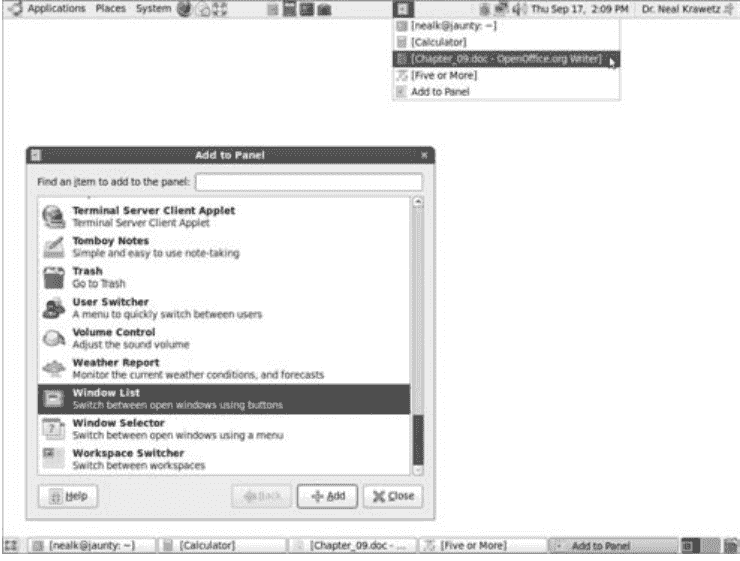 Applications Places System
Thu Sep 17, 2:09 PM Dr. Neal Krawetz
[nealk@jaunty: ~]
[Calculator]
[Chapter_09.doc - OpenOffice.org Writer]
[Five or More]
Add to Panel
Add to Panel
Find an item to add to the panel:
Terminal Server Client Applet
Terminal Server Client Applet
Tomboy Notes
Simple and easy to use note-taking
Trash
Go to Trash
User Switcher
A menu to quickly switch between users
Volume Control
Adjust the sound volume
Weather Report
Monitor the current weather conditions, and forecasts
Window List
Switch between open windows using buttons
Window Selector
Switch between open windows using a menu
Workspace Switcher
Switch between workspaces
Help Back Add Close
[nealk@jaunty: ~] [Calculator] [Chapter_09.doc - ... [Five or More] Add to Panel